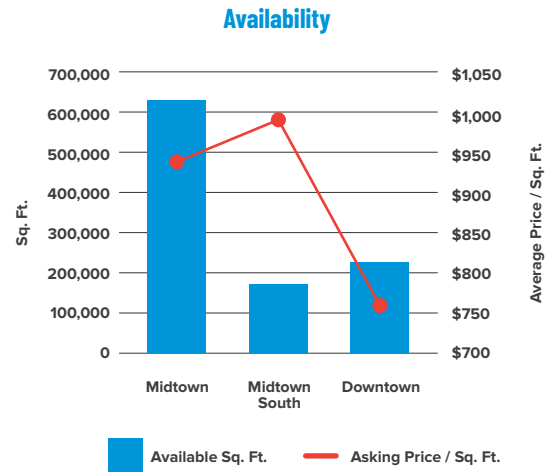 Availability
Sq. Ft.
700,000
600,000
500,000
400,000
300,000
200,000
100,000
0
$1,050
$1,000
$950
$900
$850
$800
$750
$700
Average Price / Sq. Ft.
Midtown
Midtown
South
Downtown
Available Sq. Ft.
Asking Price / Sq. Ft.